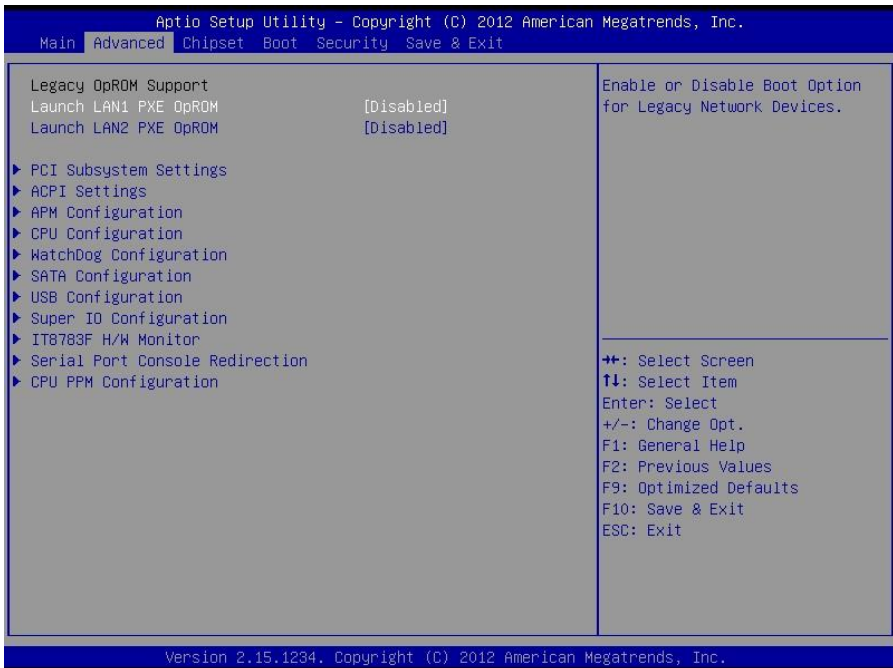 Aptio Setup Utility – Copyright (C) 2012 American Megatrends, Inc.
Main Advanced Chipset Boot Security Save & Exit
Legacy OpROM Support
Launch LAN1 PXE OpROM [Disabled]
Launch LAN2 PXE OpROM [Disabled]
▶ PCI Subsystem Settings
▶ ACPI Settings
▶ APM Configuration
▶ CPU Configuration
▶ WatchDog Configuration
▶ SATA Configuration
▶ USB Configuration
▶ Super IO Configuration
▶ IT8783F H/W Monitor
▶ Serial Port Console Redirection
▶ CPU PPM Configuration
Enable or Disable Boot Option
for Legacy Network Devices.
→←: Select Screen
↑↓: Select Item
Enter: Select
+/-: Change Opt.
F1: General Help
F2: Previous Values
F9: Optimized Defaults
F10: Save & Exit
ESC: Exit
Version 2.15.1234. Copyright (C) 2012 American Megatrends, Inc.